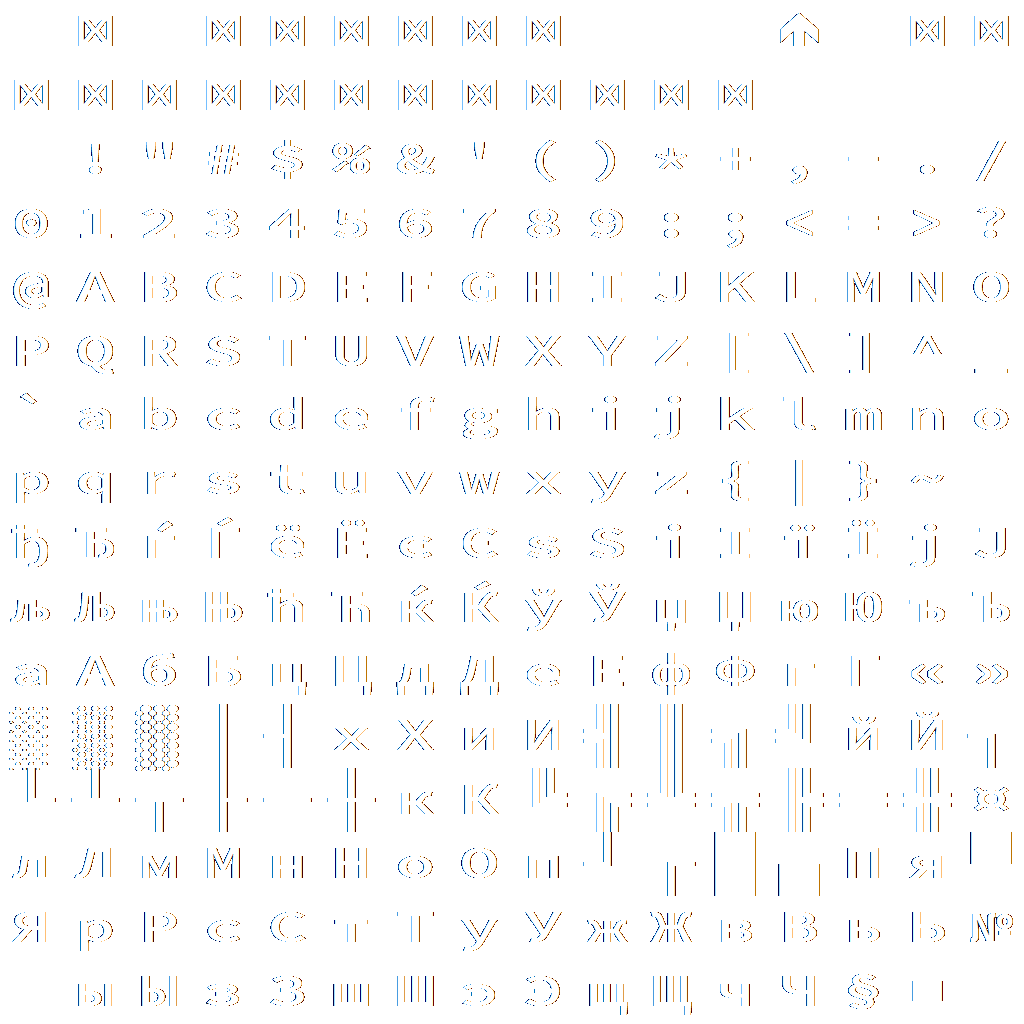 ! " # $ % & ' ( ) * + , - . /
0 1 2 3 4 5 6 7 8 9 : ; < = > ?
@ A B C D E F G H I J K L M N O
P Q R S T U V W X Y Z [ \ ] ^ _
` a b c d e f g h i j k l m n o
p q r s t u v w x y z { | } ~
ђ Ђ ѓ Ѓ ё Ё є Є ѕ Ѕ і І ї Ї ј Ј
љ Љ њ Њ ћ Ћ ќ Ќ ў Ў џ Џ ю Ю ъ Ъ
а А б Б ц Ц д Д е Е ф Ф г Г « »
░ ▒ ▓ │ ┤ х Х и И ╣ ║ ╗ ╝ й Й ┐
└ ┴ ┬ ├ ─ ┼ к К ╚ ╔ ╩ ╦ ╠ ═ ╬ ¤
л Л м М н Н о О п ┘ ┌ █ ▄ П я ▀
Я р Р с С т Т у У ж Ж в В ь Ь №
ы Ы з З ш Ш э Э щ Щ ч Ч § ■